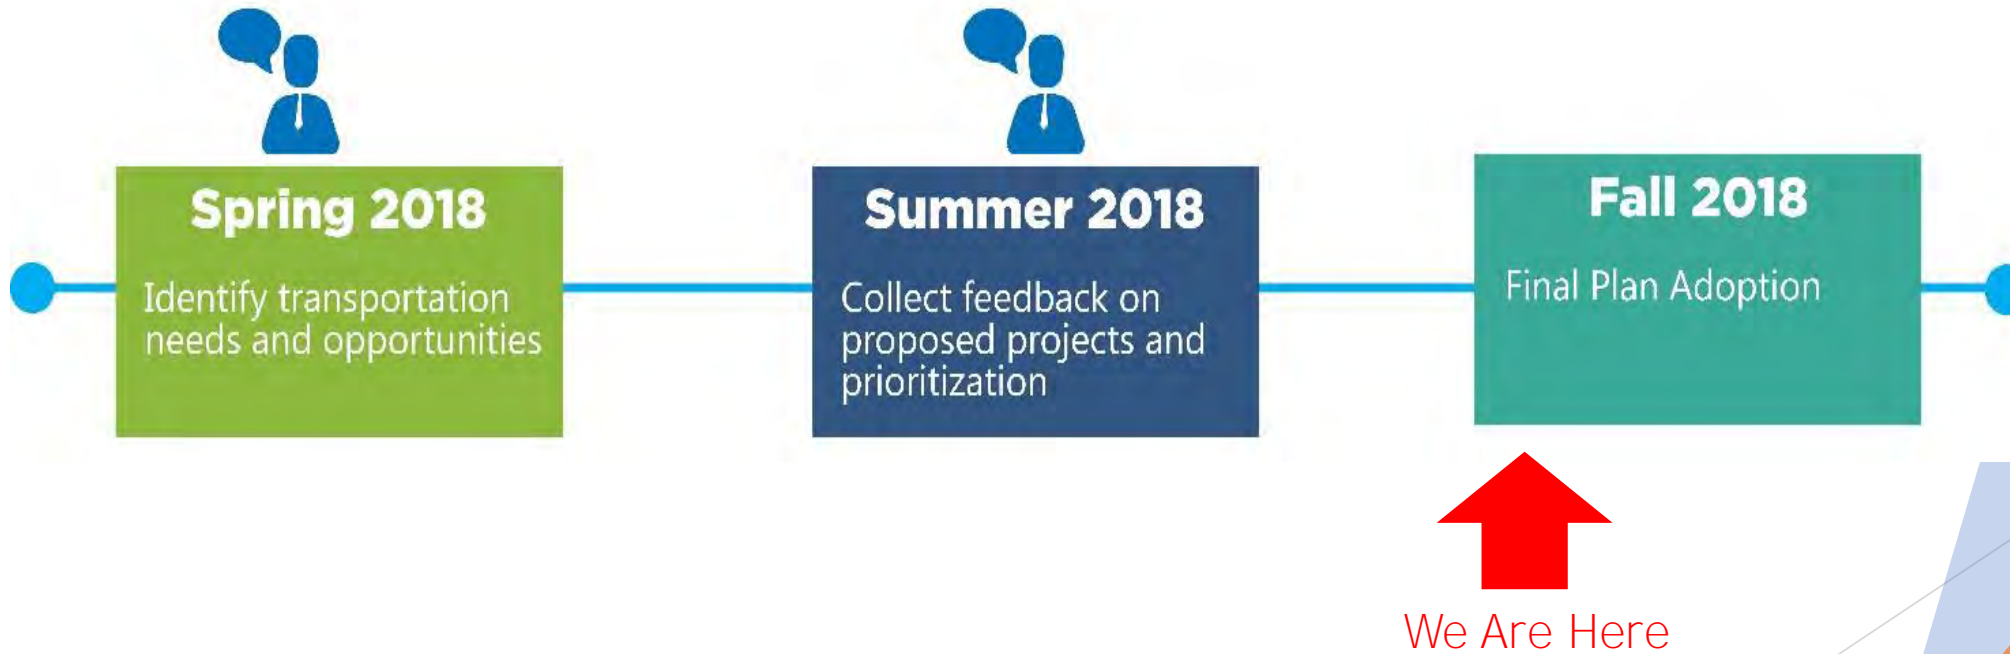 Spring 2018
Identify transportation
needs and opportunities
Summer 2018
Collect feedback on
proposed projects and
prioritization
Fall 2018
Final Plan Adoption
We Are Here